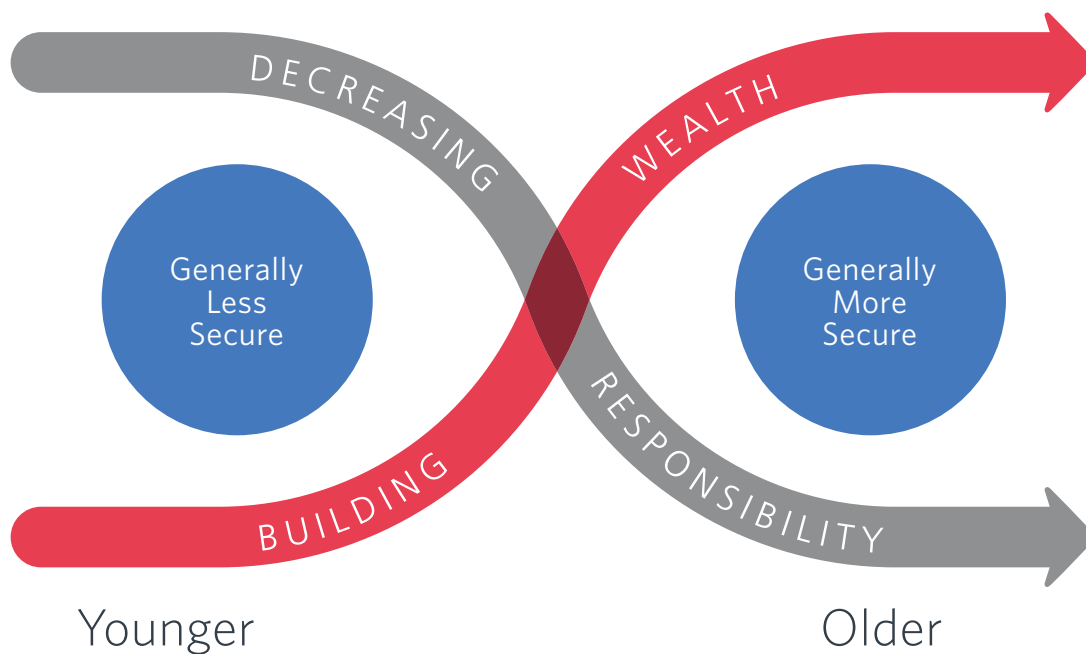 DECREASING
WEALTH
Generally
Less
Secure
Generally
More
Secure
BUILDING
RESPONSIBILITY
Younger
Older